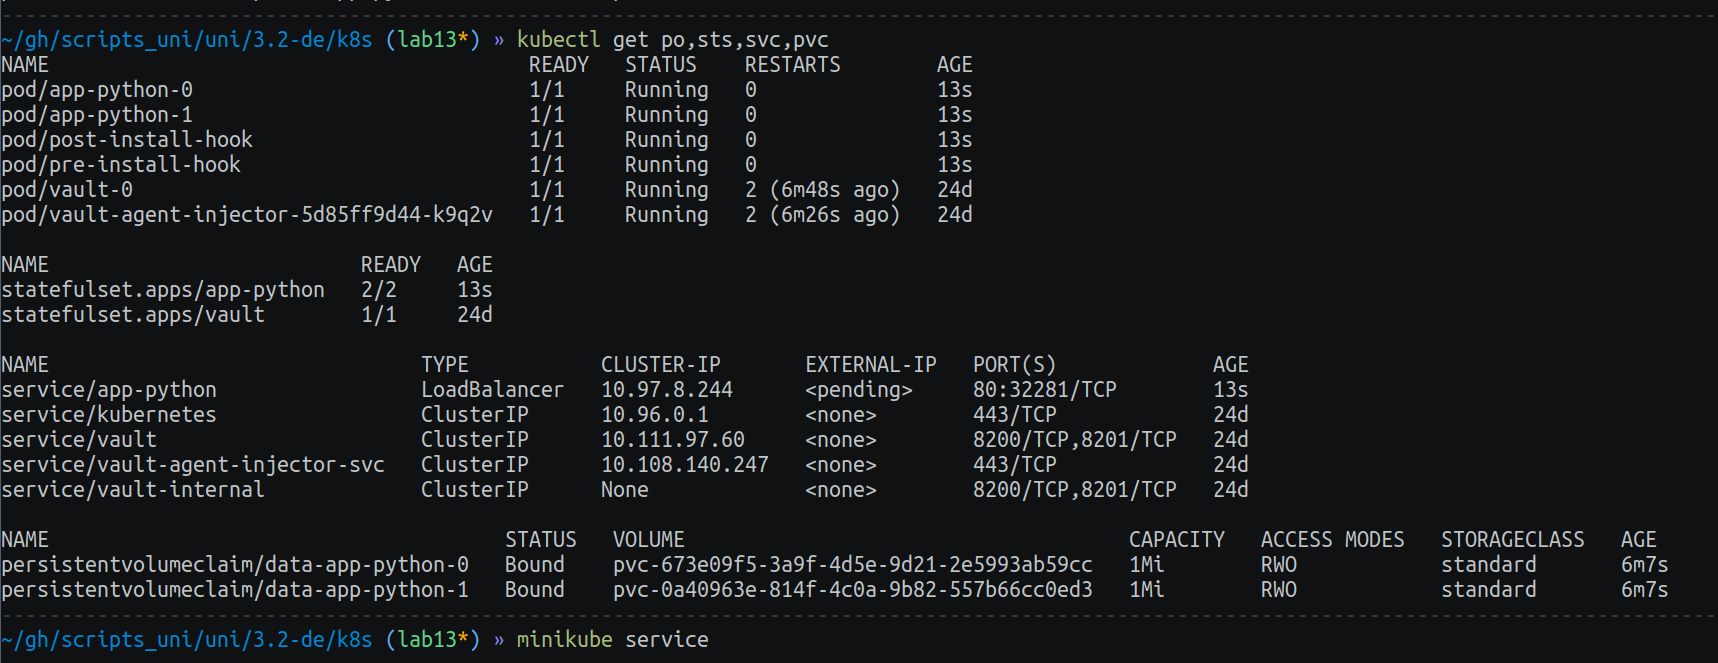 ~/gh/scripts_uni/uni/3.2-de/k8s (lab13*) » kubectl get po,sts,svc,pvc
NAME READY STATUS RESTARTS AGE
pod/app-python-0 1/1 Running 0 13s
pod/app-python-1 1/1 Running 0 13s
pod/post-install-hook 1/1 Running 0 13s
pod/pre-install-hook 1/1 Running 0 13s
pod/vault-0 1/1 Running 2 (6m48s ago) 24d
pod/vault-agent-injector-5d85ff9d44-k9q2v 1/1 Running 2 (6m26s ago) 24d
NAME READY AGE
statefulset.apps/app-python 2/2 13s
statefulset.apps/vault 1/1 24d
NAME TYPE CLUSTER-IP EXTERNAL-IP PORT(S) AGE
service/app-python LoadBalancer 10.97.8.244 <pending> 80:32281/TCP 13s
service/kubernetes ClusterIP 10.96.0.1 <none> 443/TCP 24d
service/vault ClusterIP 10.111.97.60 <none> 8200/TCP,8201/TCP 24d
service/vault-agent-injector-svc ClusterIP 10.108.140.247 <none> 443/TCP 24d
service/vault-internal ClusterIP None <none> 8200/TCP,8201/TCP 24d
NAME STATUS VOLUME CAPACITY ACCESS MODES STORAGECLASS AGE
persistentvolumeclaim/data-app-python-0 Bound pvc-673e09f5-3a9f-4d5e-9d21-2e5993ab59cc 1Mi RWO standard 6m7s
persistentvolumeclaim/data-app-python-1 Bound pvc-0a40963e-814f-4c0a-9b82-557b66cc0ed3 1Mi RWO standard 6m7s
~/gh/scripts_uni/uni/3.2-de/k8s (lab13*) » minikube service